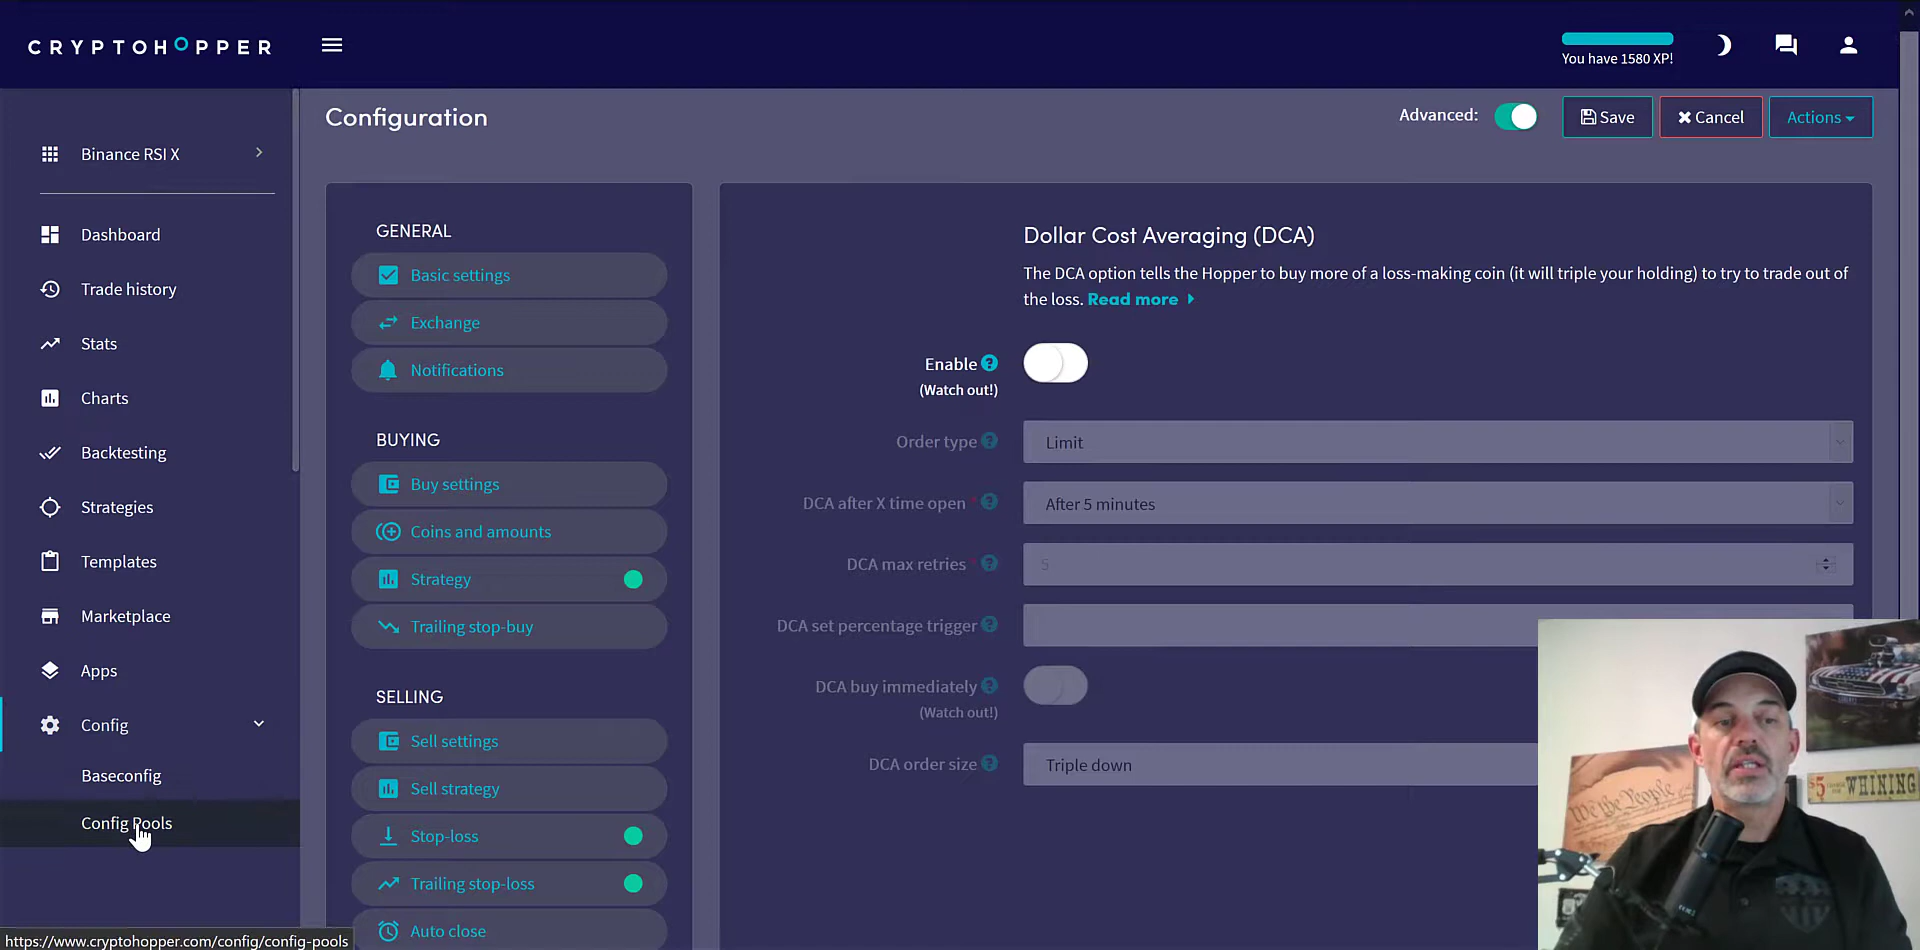 CRYPTOHOPPER
You have 1580 XP!
Configuration
Advanced:
Save
Cancel
Actions
Binance RSI X
Dashboard
Trade history
Stats
Charts
Backtesting
Strategies
Templates
Marketplace
Apps
Config
Baseconfig
Config Pools
GENERAL
Basic settings
Exchange
Notifications
BUYING
Buy settings
Coins and amounts
Strategy
Trailing stop-buy
SELLING
Sell settings
Sell strategy
Stop-loss
Trailing stop-loss
Auto close
Dollar Cost Averaging (DCA)
The DCA option tells the Hopper to buy more of a loss-making coin (it will triple your holding) to try to trade out of
the loss. Read more
Enable ?
(Watch out!)
Order type ?
Limit
DCA after X time open * ?
After 5 minutes
DCA max retries * ?
5
DCA set percentage trigger ?
DCA buy immediately ?
(Watch out!)
DCA order size ?
Triple down
We the People
$5 WHINING
https://www.cryptohopper.com/config/config-pools